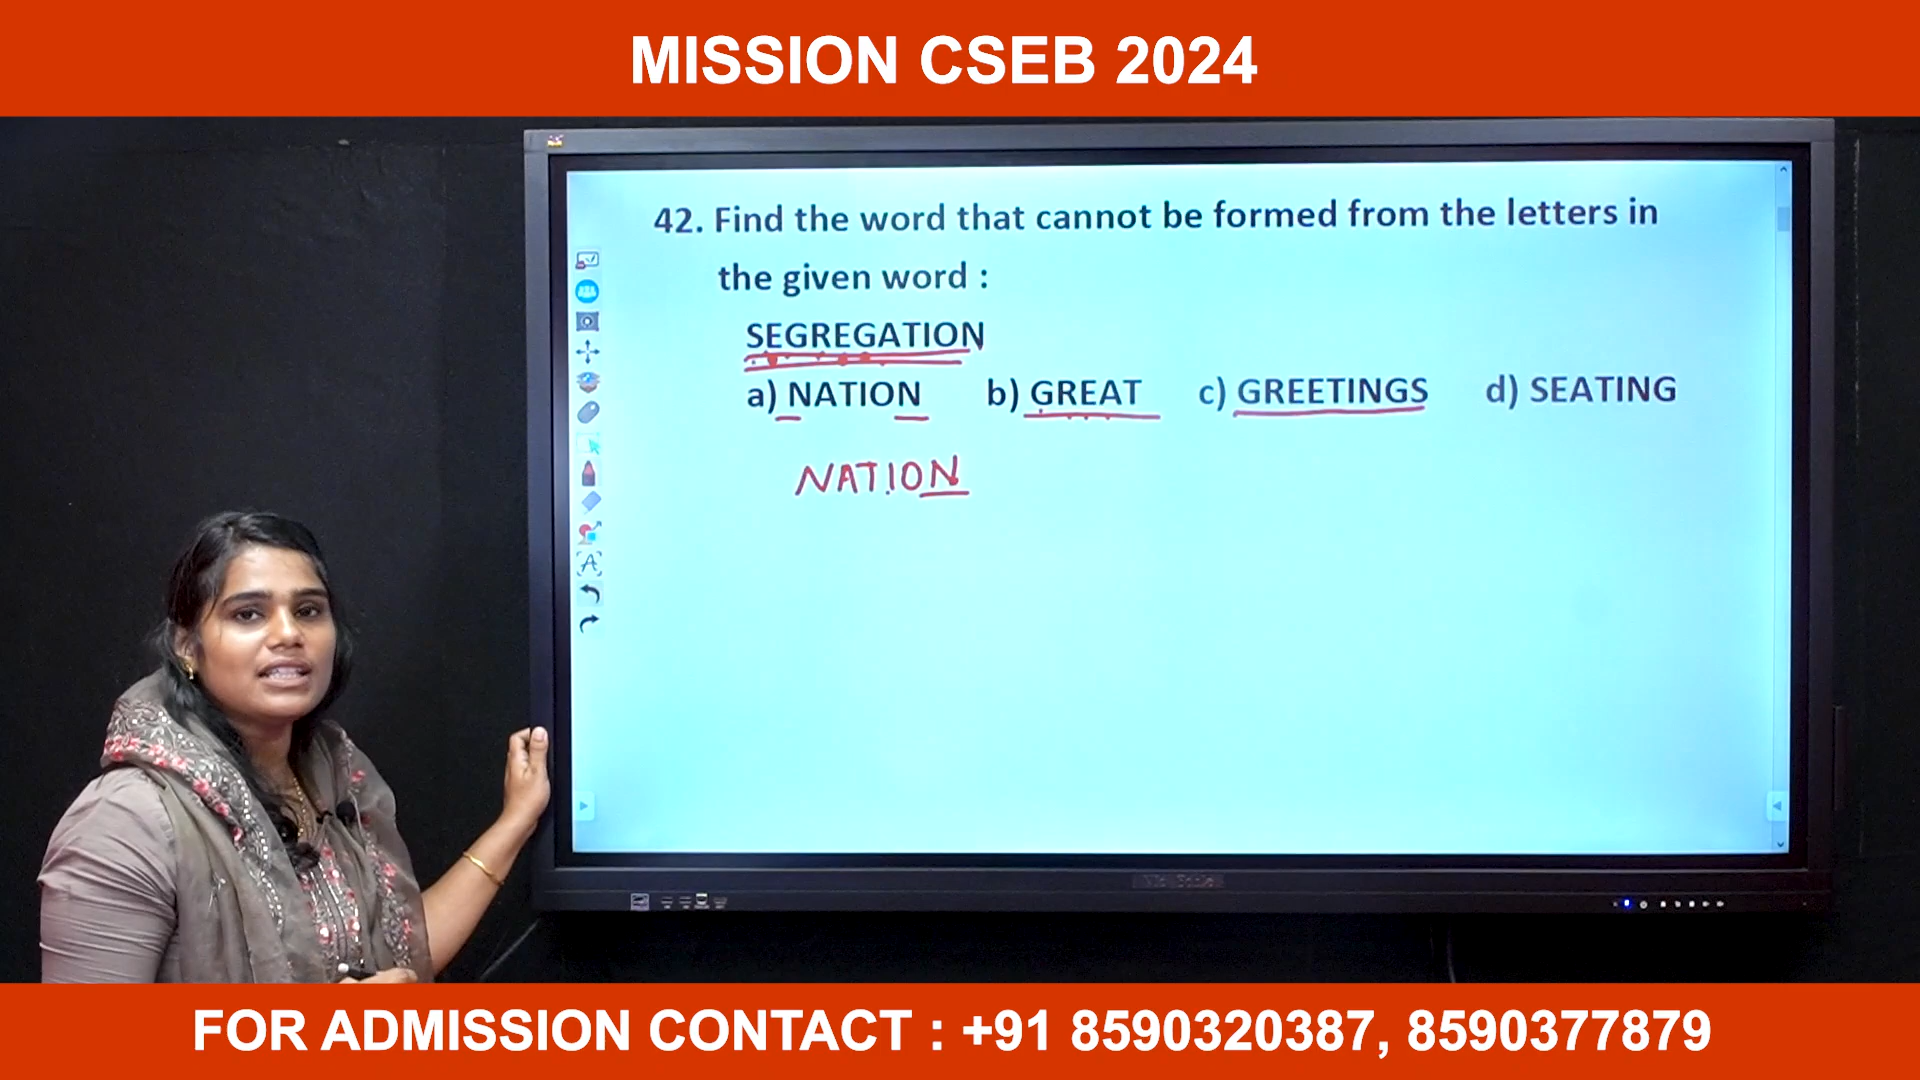 MISSION CSEB 2024
42. Find the word that cannot be formed from the letters in
the given word :
SEGREGATION
a) NATION b) GREAT c) GREETINGS d) SEATING
NATION
FOR ADMISSION CONTACT : +91 8590320387, 8590377879